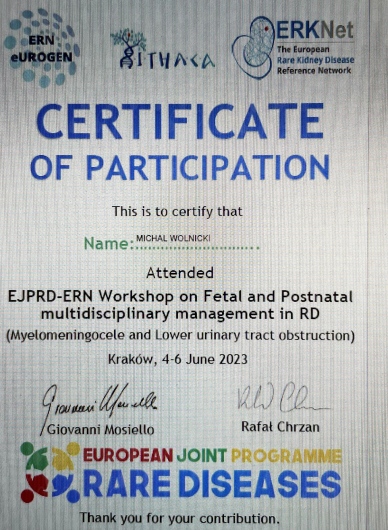 ERN
eUROGEN
ITHACA
ERKNet
The European
Rare Kidney Disease
Reference Network
CERTIFICATE
OF PARTICIPATION
This is to certify that
Name: MICHAL WOLNICKI
Attended
EJPRD-ERN Workshop on Fetal and Postnatal
multidisciplinary management in RD
(Myelomeningocele and Lower urinary tract obstruction)
Kraków, 4-6 June 2023
Giovanni Mosiello
Giovanni Mosiello
Rafał Chrzan
EUROPEAN JOINT PROGRAMME
RARE DISEASES
Thank you for your contribution.